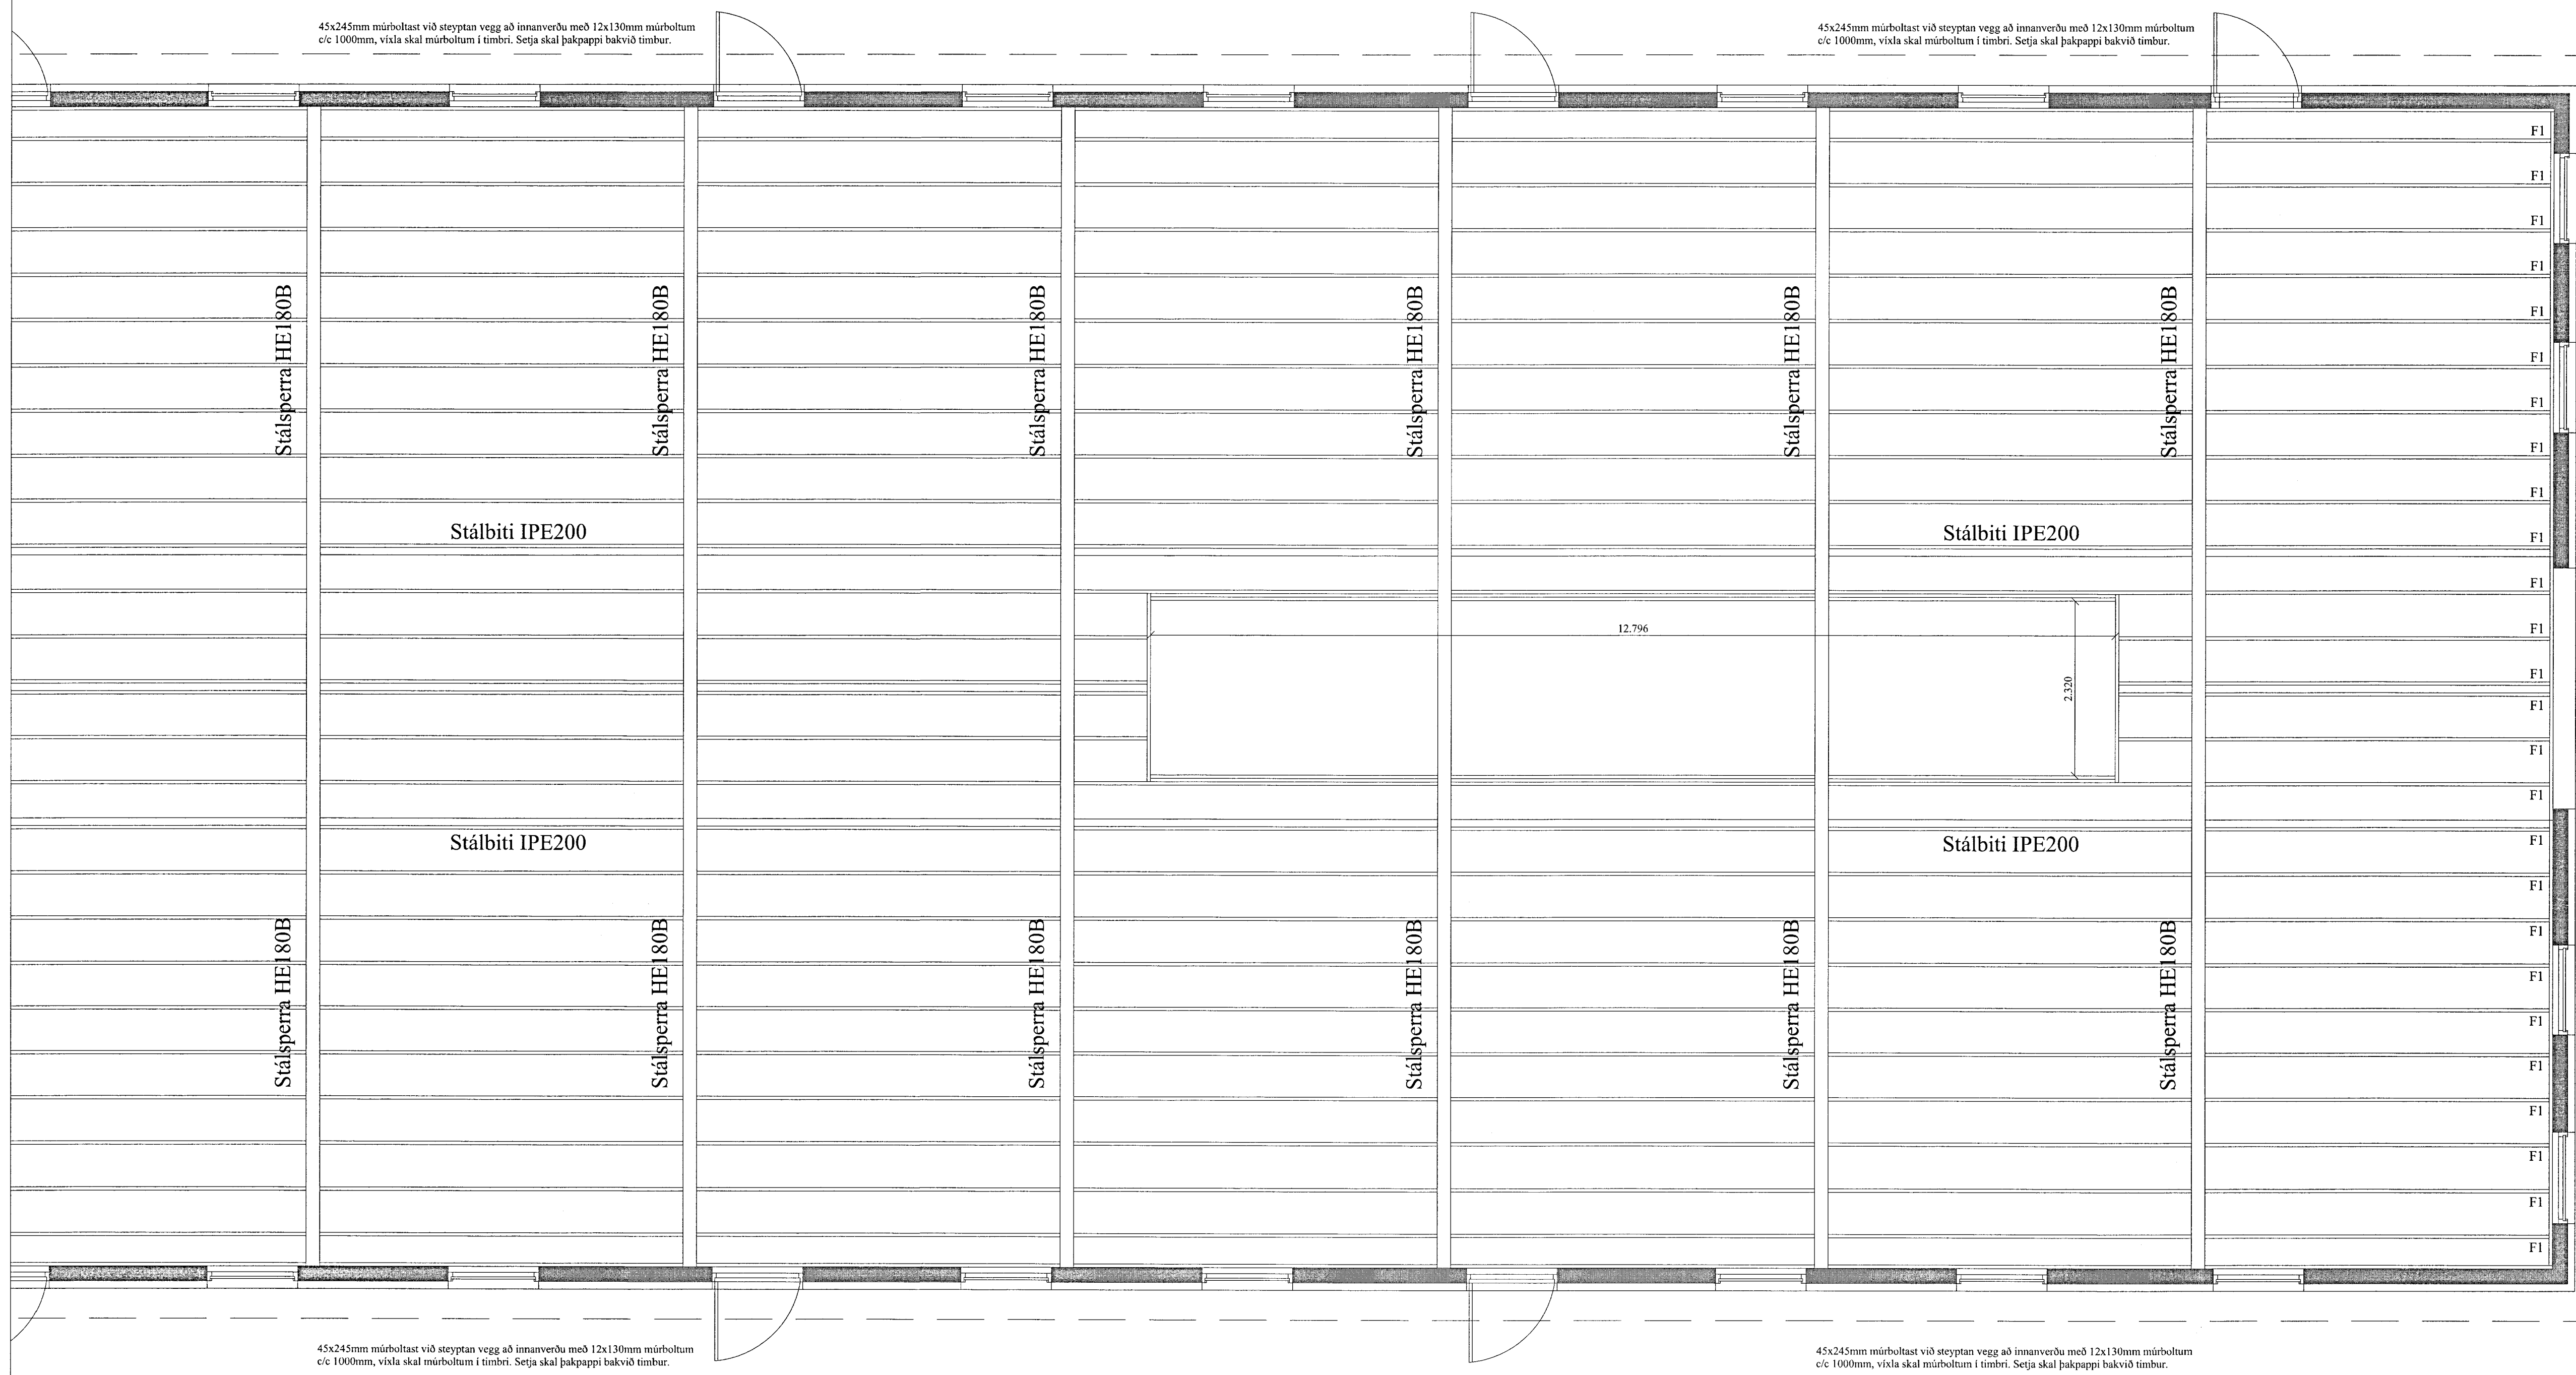 45x245mm múrboltast við steyptan vegg að innanverðu með 12x130mm múrboltum
c/c 1000mm, víxla skal múrboltum í timbri. Setja skal þakpappi bakvið timbur.
45x245mm múrboltast við steyptan vegg að innanverðu með 12x130mm múrboltum
c/c 1000mm, víxla skal múrboltum í timbri. Setja skal þakpappi bakvið timbur.
F1
F1
F1
F1
F1
F1
Stálsperra HE180B
Stálsperra HE180B
Stálsperra HE180B
Stálsperra HE180B
Stálsperra HE180B
Stálsperra HE180B
F1
F1
F1
Stálbiti IPE200
Stálbiti IPE200
F1
F1
12.796
F1
F1
2.320
F1
F1
F1
F1
Stálbiti IPE200
Stálbiti IPE200
F1
F1
F1
Stálsperra HE180B
Stálsperra HE180B
Stálsperra HE180B
Stálsperra HE180B
Stálsperra HE180B
Stálsperra HE180B
F1
F1
F1
F1
F1
F1
45x245mm múrboltast við steyptan vegg að innanverðu með 12x130mm múrboltum
c/c 1000mm, víxla skal múrboltum í timbri. Setja skal þakpappi bakvið timbur.
45x245mm múrboltast við steyptan vegg að innanverðu með 12x130mm múrboltum
c/c 1000mm, víxla skal múrboltum í timbri. Setja skal þakpappi bakvið timbur.